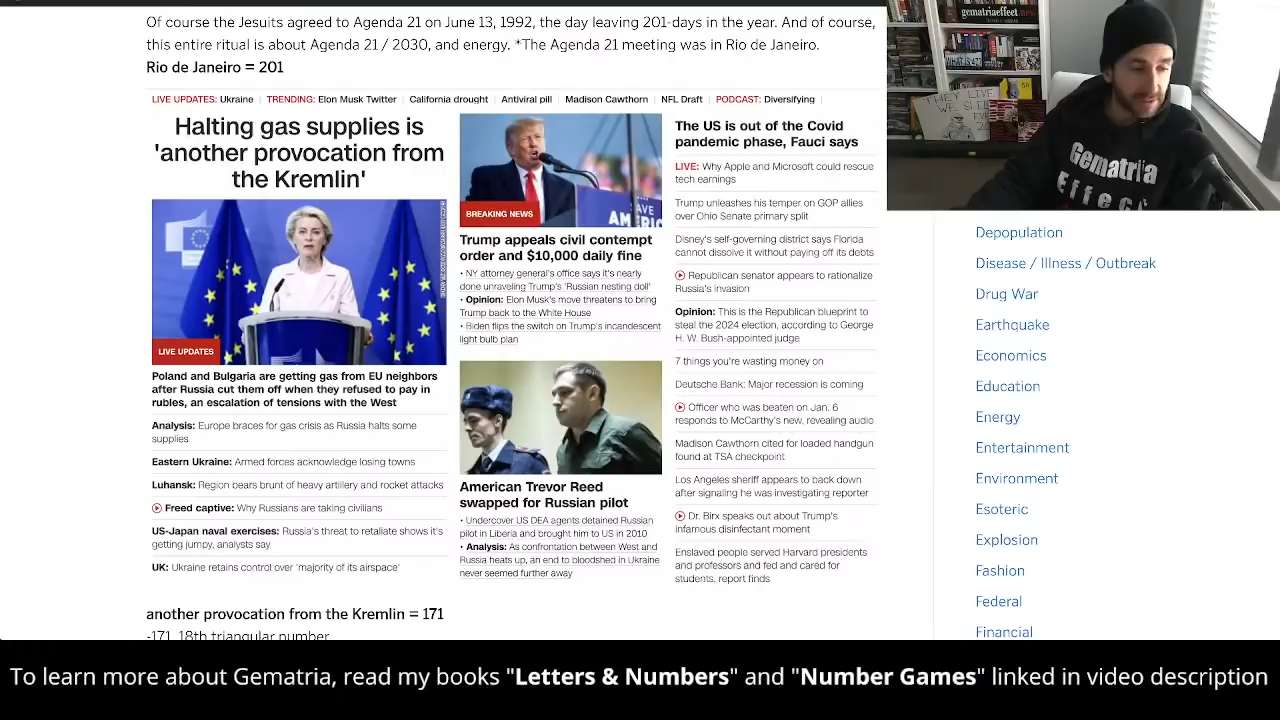 Of course the Jesuits led to Agenda 21 on June 13, 1992, the day leaving 201-days in the year. And of course,
this entire ritual is about Agenda 21 / 2030, and energy. *The Agenda 21 meeting was in Rio de Janeiro.
Rio de Janeiro = 201
LIVE UPDATES: Ukraine | TRENDING: Elon Musk Twitter | California drought | Antiviral pill | Madison Cawthorn | NFL Draft | PODCAST: Diversifying |
Halting gas supplies is
'another provocation from
the Kremlin'
LIVE UPDATES
Poland and Bulgaria are getting gas from EU neighbors
after Russia cut them off when they refused to pay in
rubles, an escalation of tensions with the West
Analysis: Europe braces for gas crisis as Russia halts some
supplies
Eastern Ukraine: Armed forces acknowledge losing towns
Luhansk: Region bears brunt of heavy artillery and rocket attacks
Freed captive: Why Russians are taking civilians
US-Japan naval exercises: Russia's threat to retaliate shows it's
getting jumpy, analysts say
UK: Ukraine retains control over 'majority of its airspace'
BREAKING NEWS
Trump appeals civil contempt
order and $10,000 daily fine
• NY attorney general's office says it's nearly
done unraveling Trump's 'Russian nesting doll'
• Opinion: Elon Musk's move threatens to bring
Trump back to the White House
• Biden flips the switch on Trump's incandescent
light bulb plan
American Trevor Reed
swapped for Russian pilot
• Undercover US DEA agents detained Russian
pilot in Liberia and brought him to US in 2010
• Analysis: As confrontation between West and
Russia heats up, an end to bloodshed in Ukraine
never seemed further away
The US is out of the Covid
pandemic phase, Fauci says
LIVE: Why Apple and Microsoft could rescue
tech earnings
Trump unleashes his temper on GOP allies
over Ohio Senate primary split
Disney's self-governing district says Florida
cannot dissolve it without paying off its debts
Republican senator appears to rationalize
Russia's invasion
Opinion: This is the Republican blueprint to
steal the 2024 election, according to George
H. W. Bush-appointed judge
7 things you're wasting money on
Deutsche Bank: Major recession is coming
Officer who was beaten on Jan. 6
responds to McCarthy's new, revealing audio
Madison Cawthorn cited for loaded handgun
found at TSA checkpoint
Los Angeles sheriff appears to back down
after signaling he was investigating reporter
Dr. Birx speaks out about Trump's
infamous disinfectant moment
Enslaved people served Harvard presidents
and professors and fed and cared for
students, report finds
another provocation from the Kremlin = 171
-171, 18th triangular number
gematriaeffect.news
THEY LIVE
WE SLEEP
Gematria
Effect
Depopulation
Disease / Illness / Outbreak
Drug War
Earthquake
Economics
Education
Energy
Entertainment
Environment
Esoteric
Explosion
Fashion
Federal
Financial
To learn more about Gematria, read my books "Letters & Numbers" and "Number Games" linked in video description